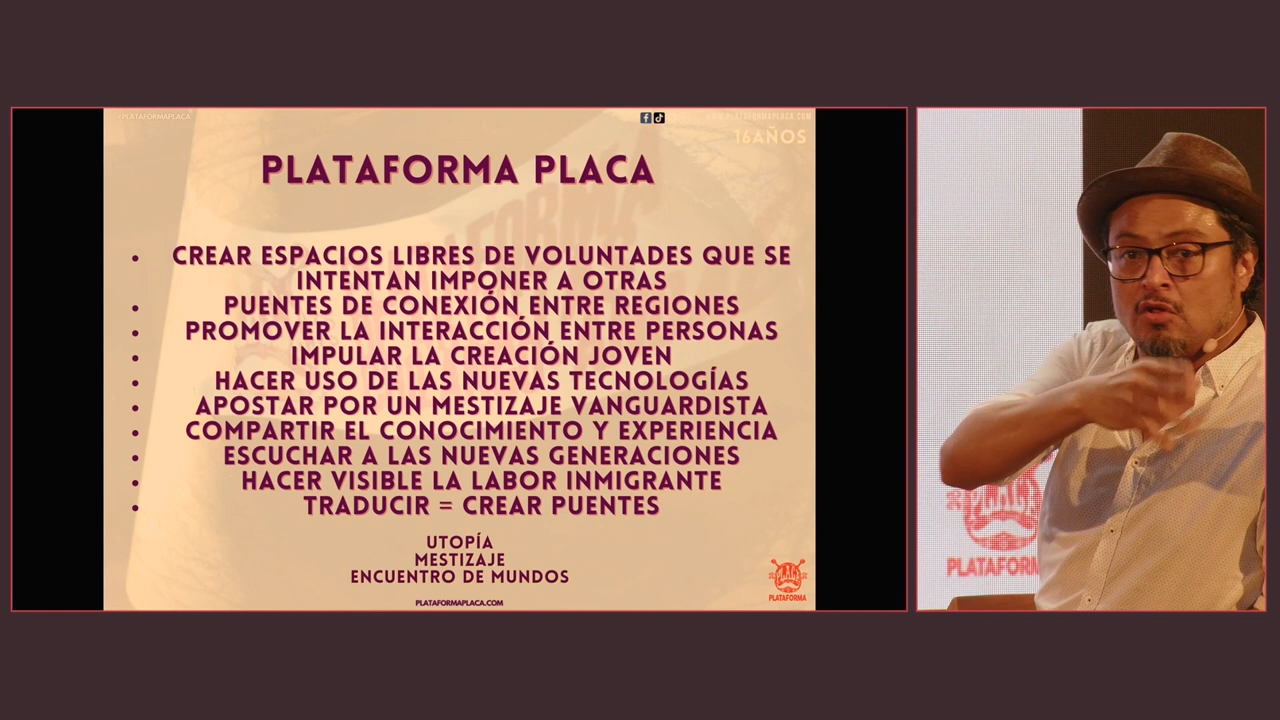 #PLATAFORMAPLACA
WWW.PLATAFORMAPLACA.COM
16AÑOS
PLATAFORMA PLACA
• CREAR ESPACIOS LIBRES DE VOLUNTADES QUE SE
INTENTAN IMPONER A OTRAS
• PUENTES DE CONEXIÓN ENTRE REGIONES
• PROMOVER LA INTERACCIÓN ENTRE PERSONAS
• IMPULAR LA CREACIÓN JOVEN
• HACER USO DE LAS NUEVAS TECNOLOGÍAS
• APOSTAR POR UN MESTIZAJE VANGUARDISTA
• COMPARTIR EL CONOCIMIENTO Y EXPERIENCIA
• ESCUCHAR A LAS NUEVAS GENERACIONES
• HACER VISIBLE LA LABOR INMIGRANTE
• TRADUCIR = CREAR PUENTES
UTOPÍA
MESTIZAJE
ENCUENTRO DE MUNDOS
PLATAFORMAPLACA.COM
PLACA
PLATAFORMA
PLACA
PLATAFORM